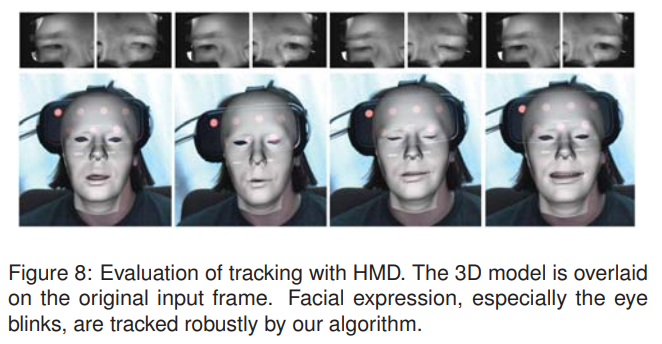 Figure 8: Evaluation of tracking with HMD. The 3D model is overlaid
on the original input frame. Facial expression, especially the eye
blinks, are tracked robustly by our algorithm.